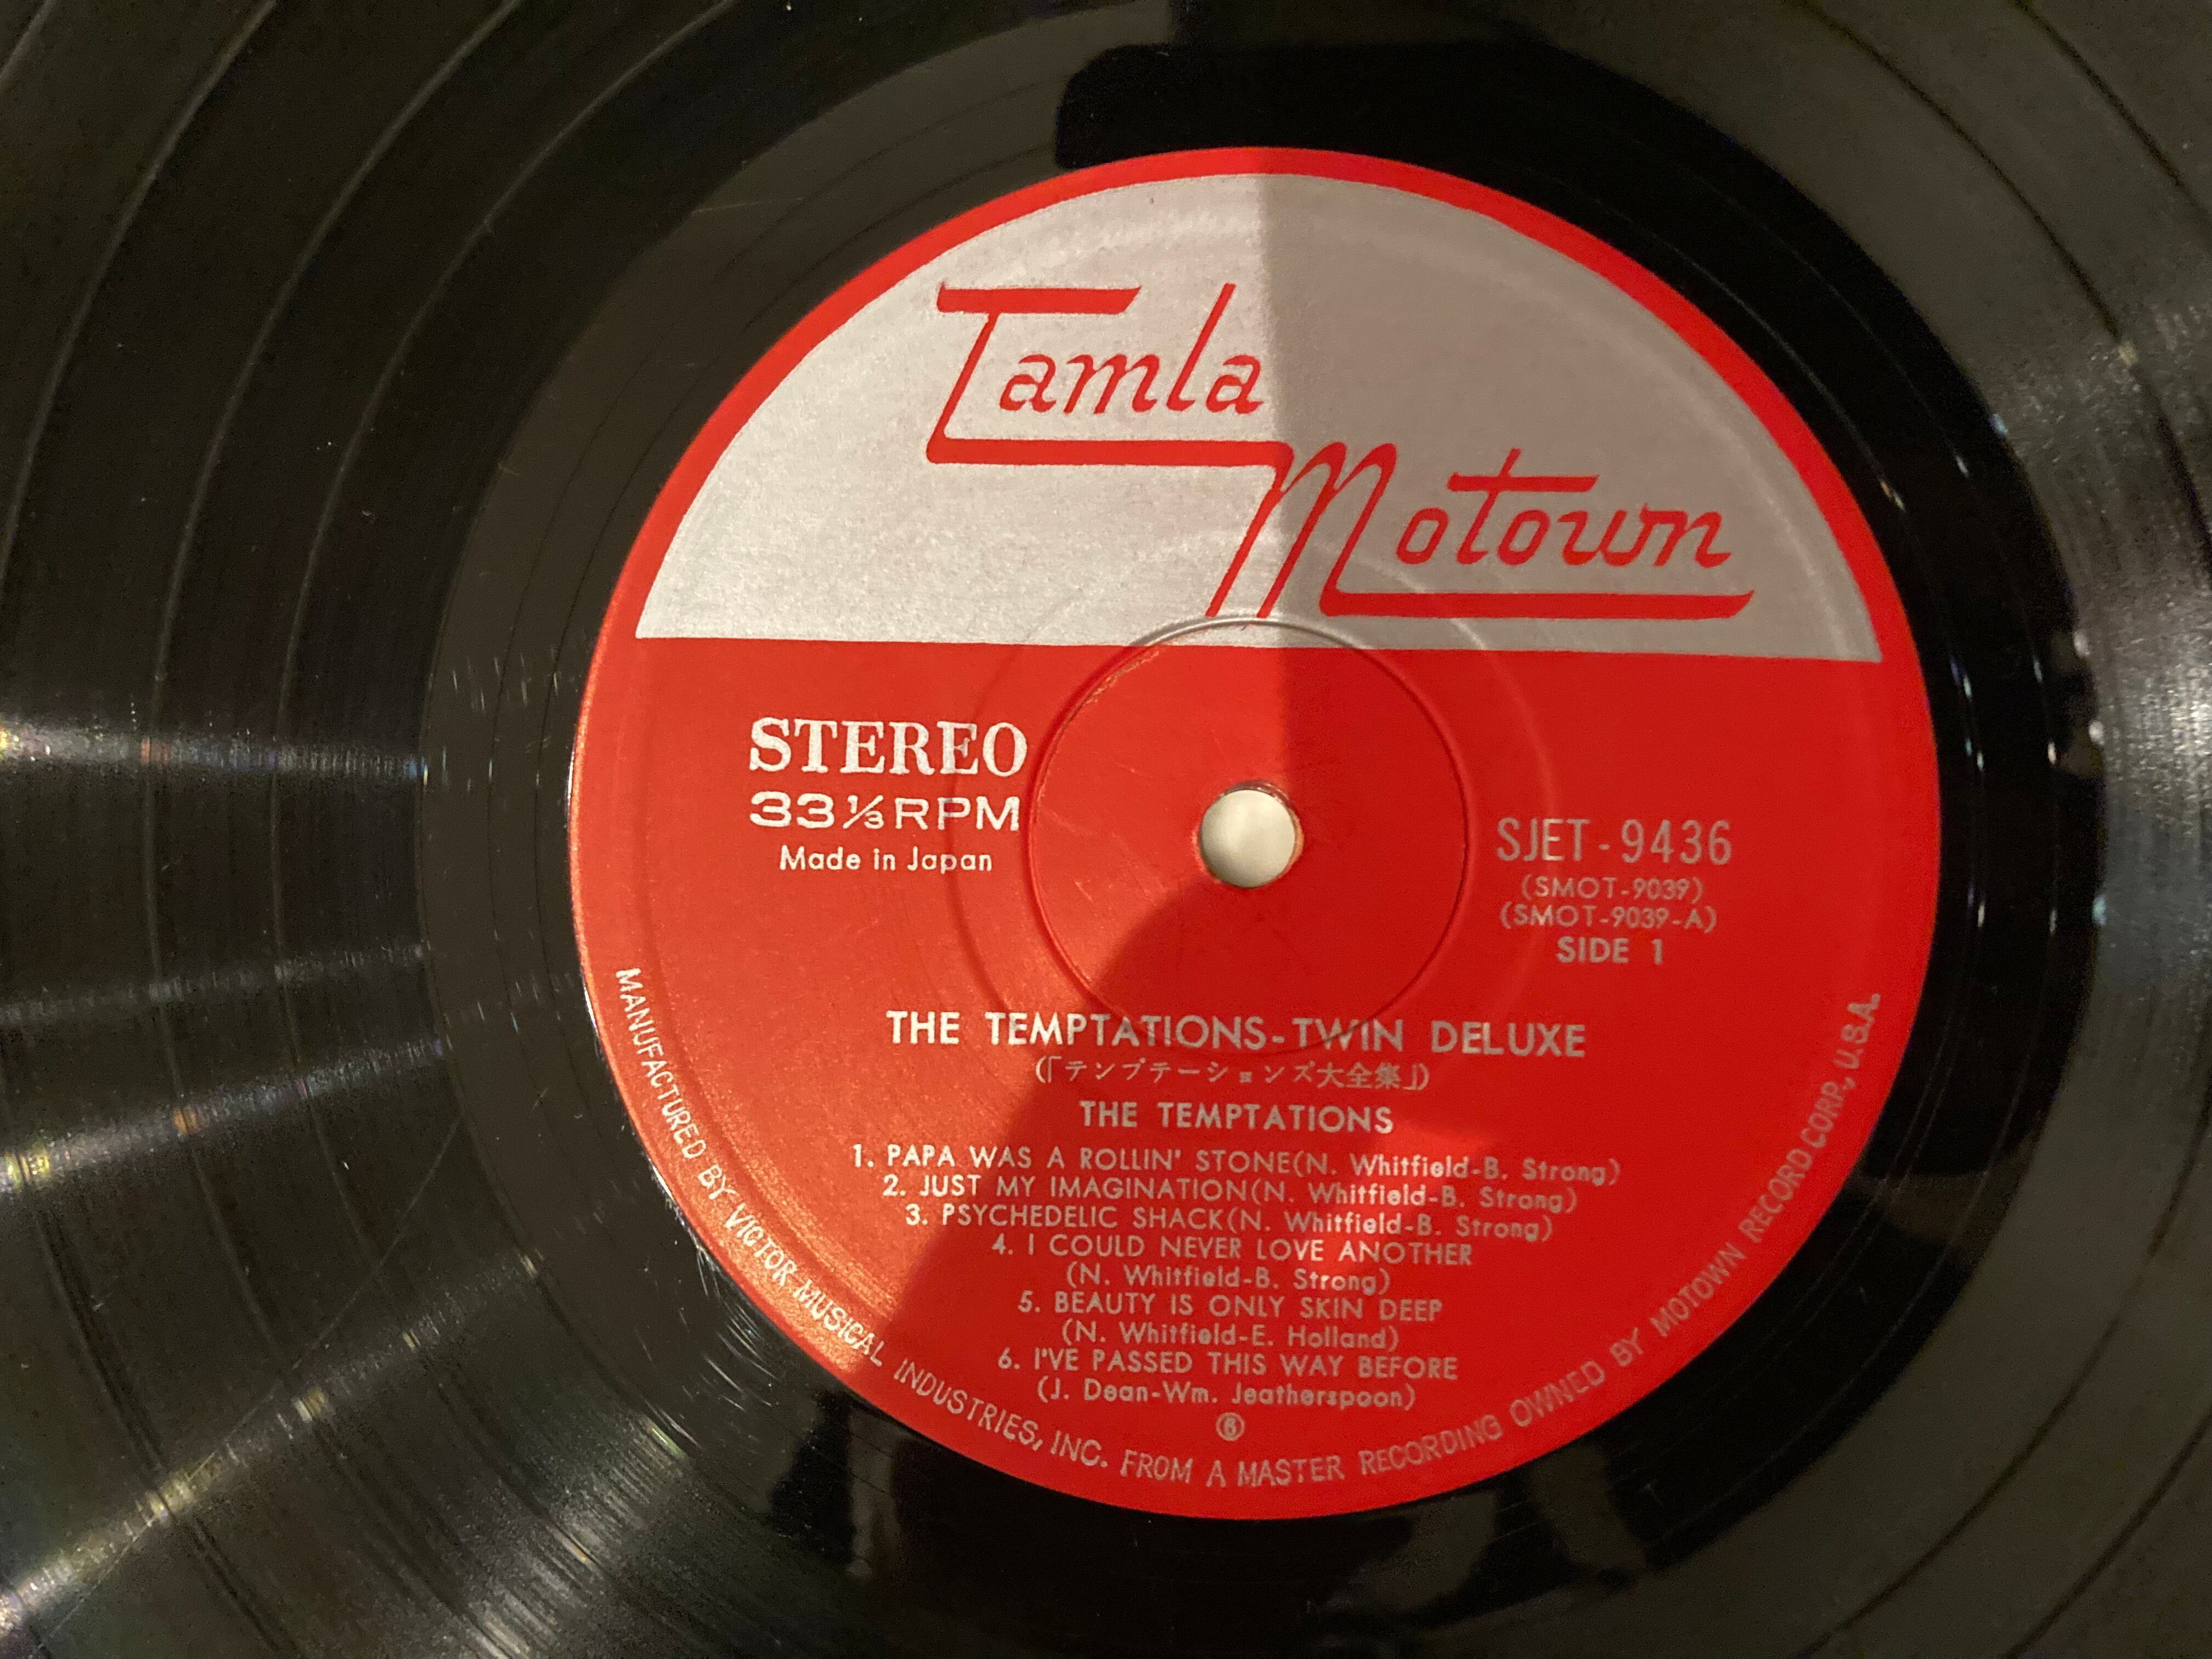 Tamla
Motown
STEREO
33 1/3 RPM
Made in Japan
SJET-9436
(SMOT-9039)
(SMOT-9039-A)
SIDE 1
THE TEMPTATIONS-TWIN DELUXE
(「テンプテーションズ大全集」)
THE TEMPTATIONS
1. PAPA WAS A ROLLIN' STONE(N. Whitfield-B. Strong)
2. JUST MY IMAGINATION(N. Whitfield-B. Strong)
3. PSYCHEDELIC SHACK(N. Whitfield-B. Strong)
4. I COULD NEVER LOVE ANOTHER
(N. Whitfield-B. Strong)
5. BEAUTY IS ONLY SKIN DEEP
(N. Whitfield-E. Holland)
6. I'VE PASSED THIS WAY BEFORE
(J. Dean-Wm. Jeatherspoon)
MANUFACTURED BY VICTOR MUSICAL INDUSTRIES, INC. FROM A MASTER RECORDING OWNED BY MOTOWN RECORD CORP., U.S.A.